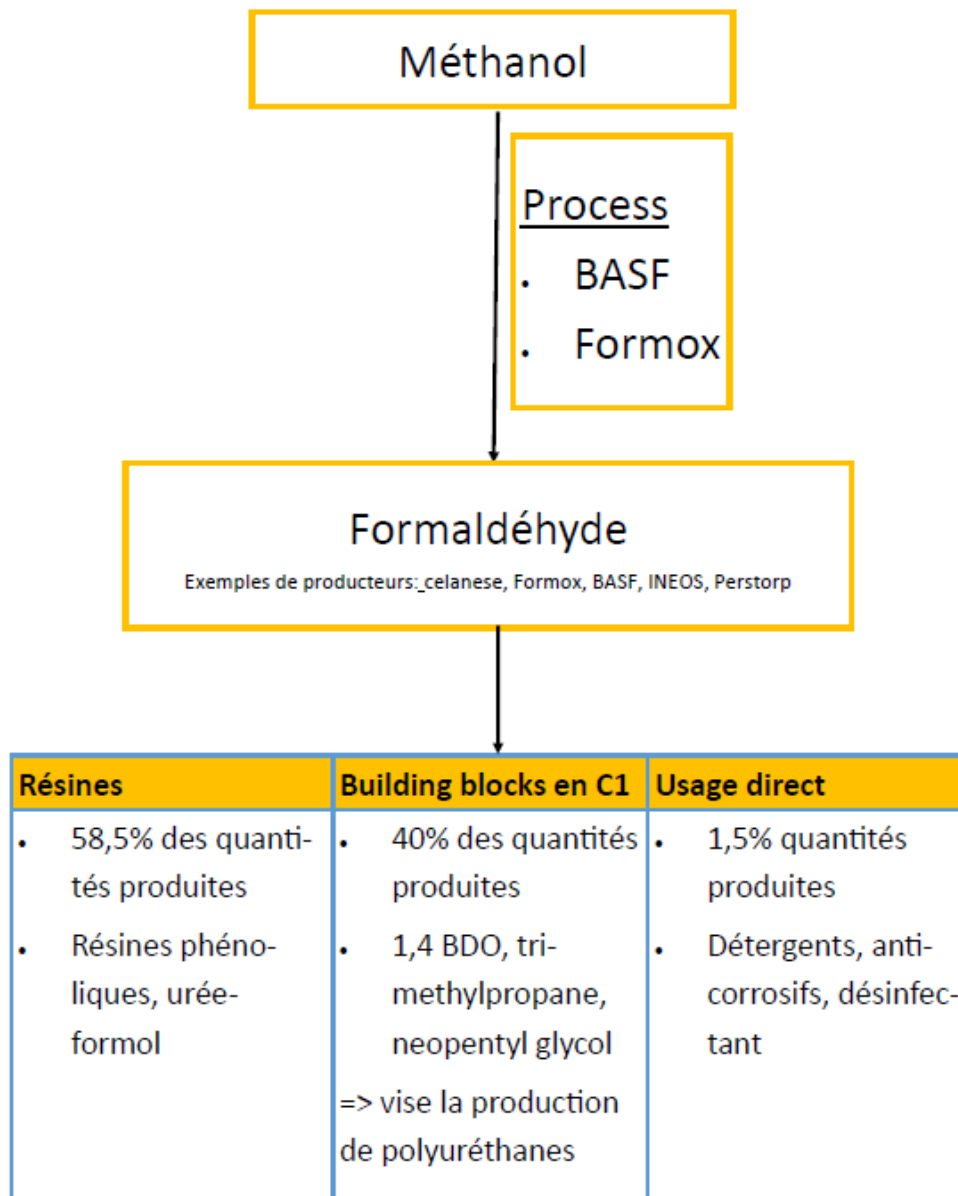 Méthanol
Process
• BASF
• Formox
Formaldéhyde
Exemples de producteurs:_celanese, Formox, BASF, INEOS, Perstorp
Résines
• 58,5% des quanti-
tés produites
• Résines phéno-
liques, urée-
formol
Building blocks en C1
• 40% des quantités
produites
• 1,4 BDO, tri-
methylpropane,
neopentyl glycol
=> vise la production
de polyuréthanes
Usage direct
• 1,5% quantités
produites
• Détergents, anti-
corrosifs, désinfec-
tant